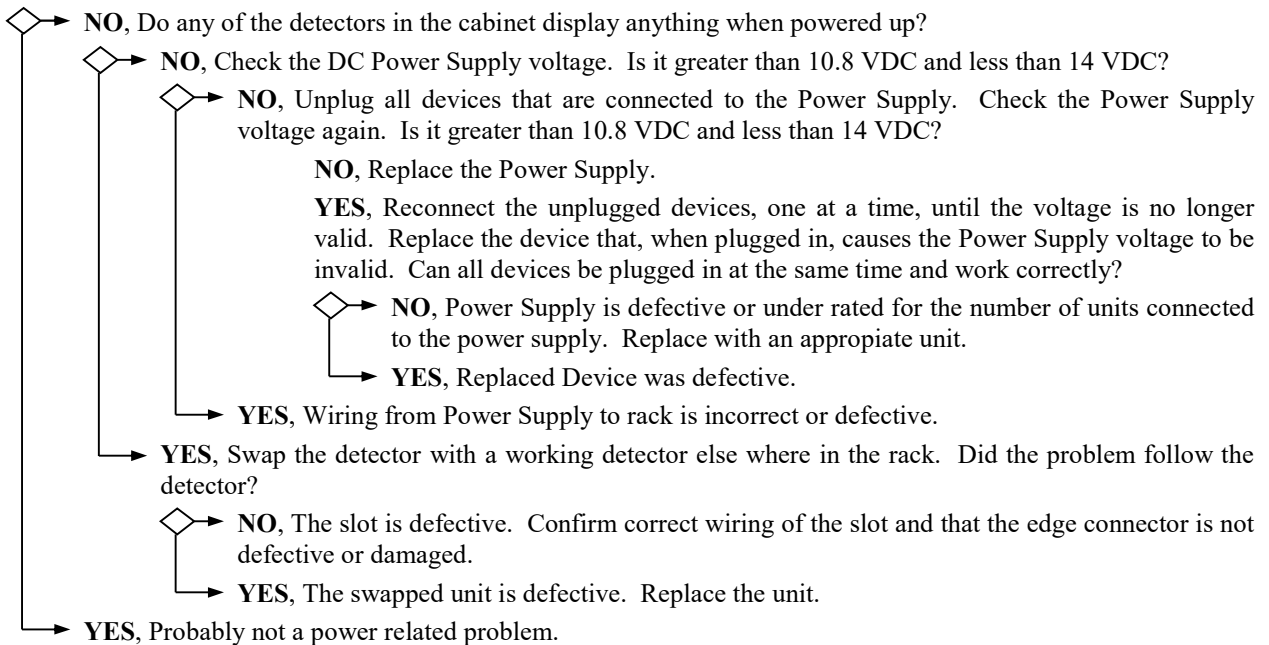 NO, Do any of the detectors in the cabinet display anything when powered up?
NO, Check the DC Power Supply voltage. Is it greater than 10.8 VDC and less than 14 VDC?
NO, Unplug all devices that are connected to the Power Supply. Check the Power Supply
voltage again. Is it greater than 10.8 VDC and less than 14 VDC?
NO, Replace the Power Supply.
YES, Reconnect the unplugged devices, one at a time, until the voltage is no longer
valid. Replace the device that, when plugged in, causes the Power Supply voltage to be
invalid. Can all devices be plugged in at the same time and work correctly?
NO, Power Supply is defective or under rated for the number of units connected
to the power supply. Replace with an appropiate unit.
YES, Replaced Device was defective.
YES, Wiring from Power Supply to rack is incorrect or defective.
YES, Swap the detector with a working detector else where in the rack. Did the problem follow the
detector?
NO, The slot is defective. Confirm correct wiring of the slot and that the edge connector is not
defective or damaged.
YES, The swapped unit is defective. Replace the unit.
YES, Probably not a power related problem.